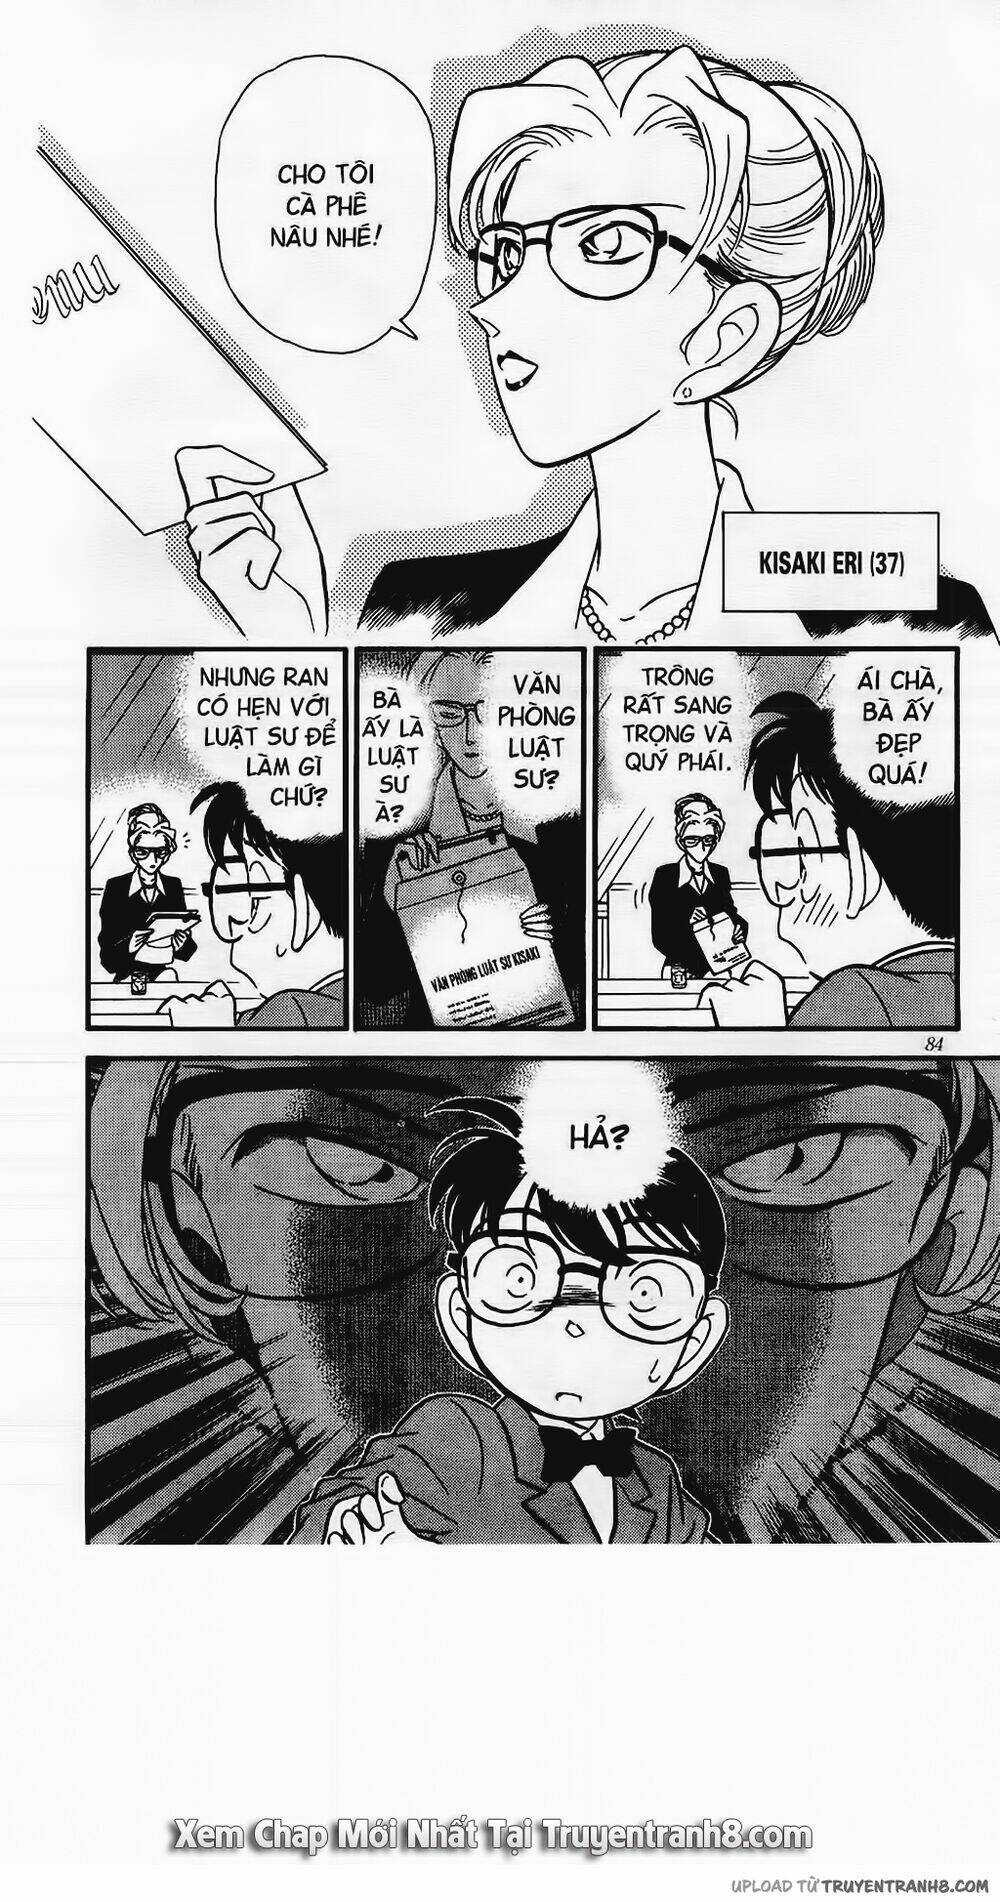 CHO TÔI
CÀ PHÊ
NÂU NHÉ!
KISAKI ERI (37)
ÁI CHÀ,
BÀ ẤY
ĐẸP
QUÁ!
TRÔNG
RẤT SANG
TRỌNG VÀ
QUÝ PHÁI.
VĂN
PHÒNG
LUẬT
SƯ?
BÀ
ẤY LÀ
LUẬT
SƯ
À?
VĂN PHÒNG LUẬT SƯ KISAKI
NHƯNG RAN
CÓ HẸN VỚI
LUẬT SƯ ĐỂ
LÀM GÌ
CHỨ?
84
HẢ?
Xem Chap Mới Nhất Tại Truyentranh8.com
UPLOAD TỪ TRUYENTRANH8.COM